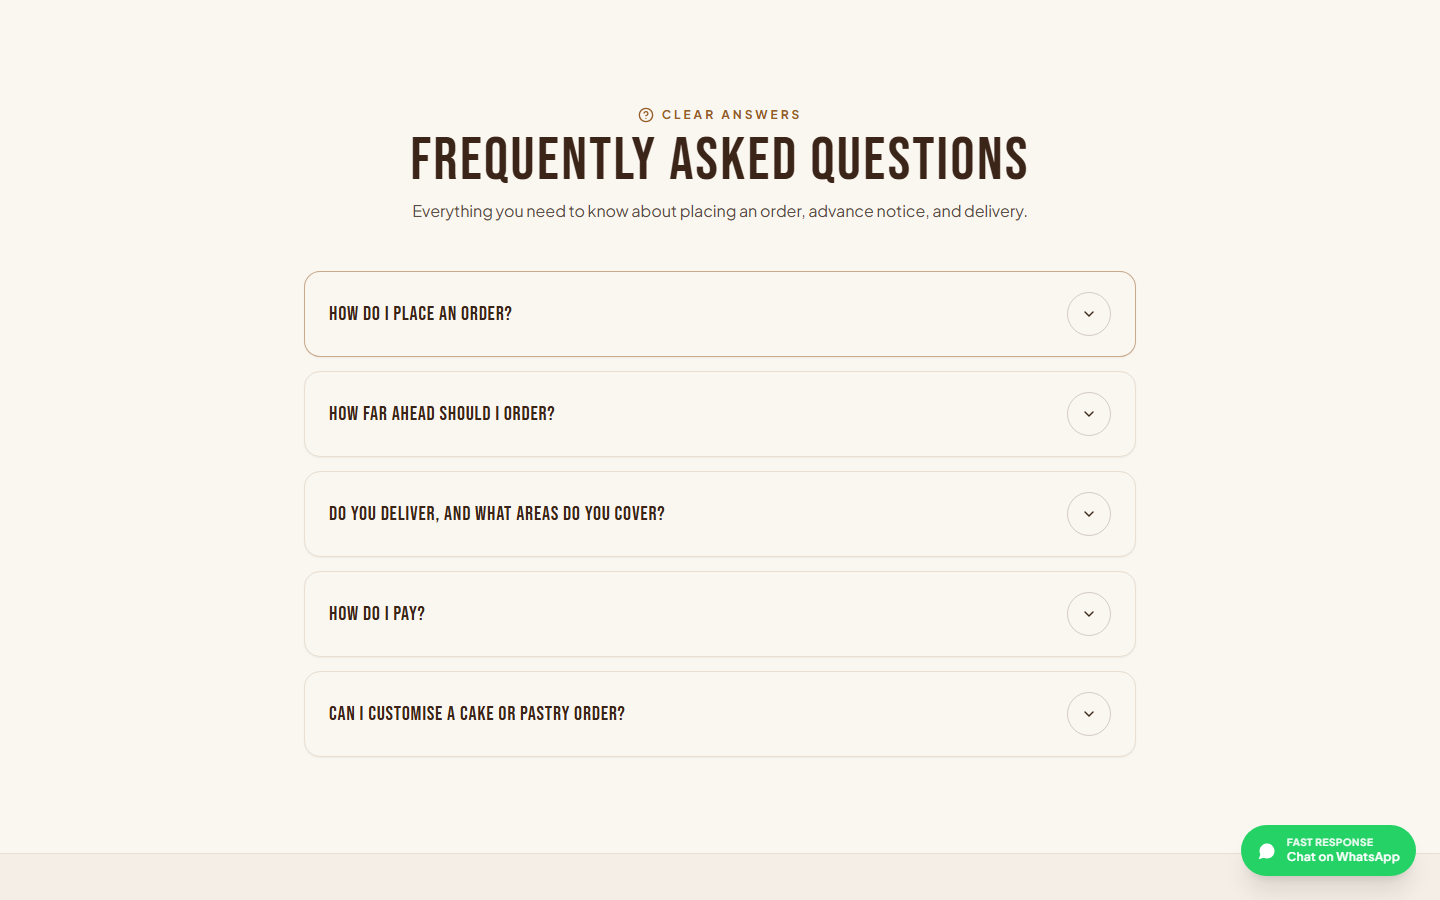 CLEAR ANSWERS
FREQUENTLY ASKED QUESTIONS
Everything you need to know about placing an order, advance notice, and delivery.
HOW DO I PLACE AN ORDER?
HOW FAR AHEAD SHOULD I ORDER?
DO YOU DELIVER, AND WHAT AREAS DO YOU COVER?
HOW DO I PAY?
CAN I CUSTOMISE A CAKE OR PASTRY ORDER?
FAST RESPONSE
Chat on WhatsApp